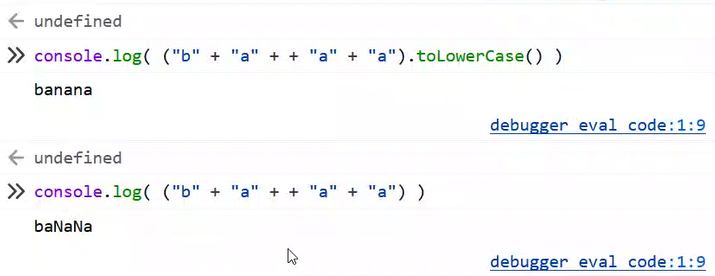 undefined
console.log( ("b" + "a" + + "a" + "a").toLowerCase() )
banana
debugger eval code:1:9
undefined
console.log( ("b" + "a" + + "a" + "a") )
baNaNa
debugger eval code:1:9